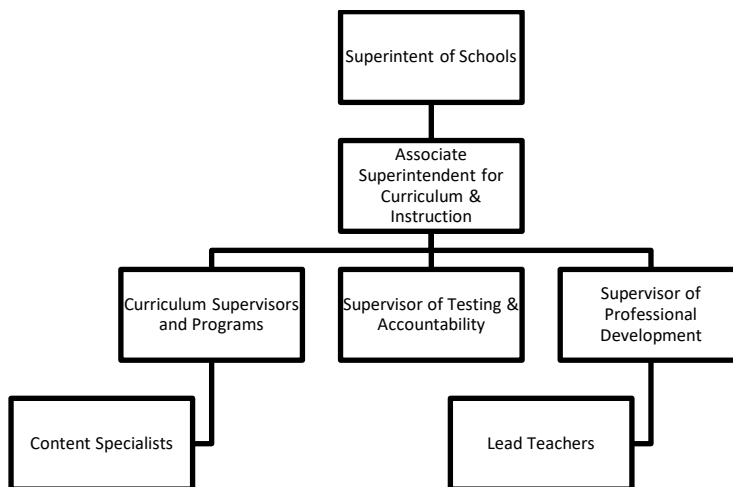 Superintent of Schools
Associate
Superintendent for
Curriculum &
Instruction
Curriculum Supervisors
and Programs
Supervisor of Testing &
Accountability
Supervisor of
Professional
Development
Content Specialists
Lead Teachers